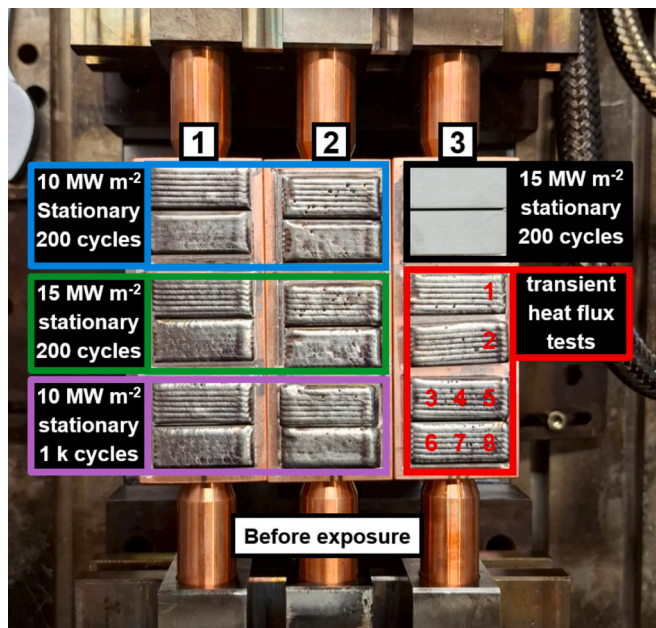 1 2 3
10 MW m⁻²
Stationary
200 cycles
15 MW m⁻²
stationary
200 cycles
15 MW m⁻²
stationary
200 cycles
transient
heat flux
tests
10 MW m⁻²
stationary
1 k cycles
1
2
3 4 5
6 7 8
Before exposure